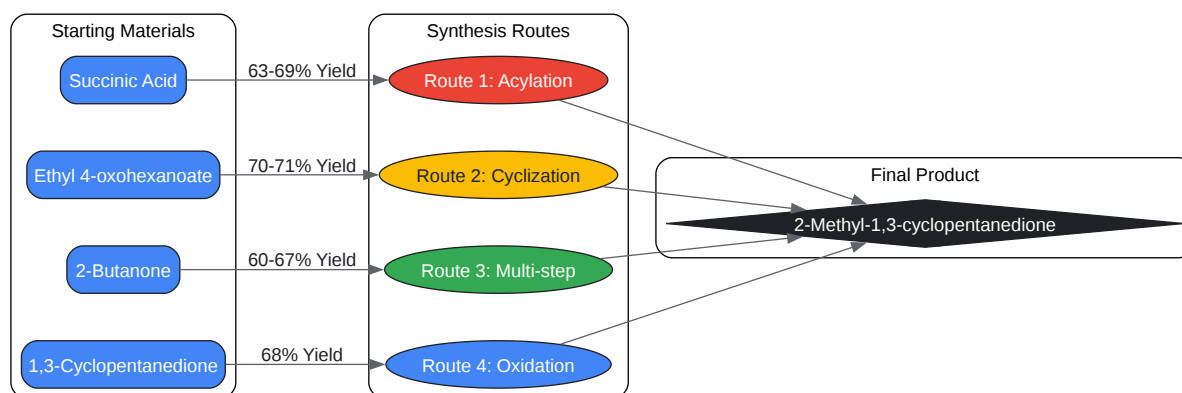 Starting Materials
Synthesis Routes
Succinic Acid
63-69% Yield
Route 1: Acylation
Ethyl 4-oxohexanoate
70-71% Yield
Route 2: Cyclization
Final Product
2-Methyl-1,3-cyclopentanedione
2-Butanone
60-67% Yield
Route 3: Multi-step
1,3-Cyclopentanedione
68% Yield
Route 4: Oxidation